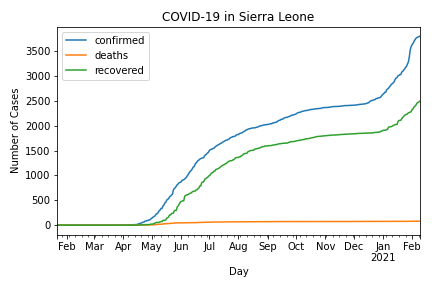 COVID-19 in Sierra Leone
confirmed
deaths
recovered
Number of Cases
3500
3000
2500
2000
1500
1000
500
0
Feb Mar Apr May Jun Jul Aug Sep Oct Nov Dec Jan Feb
2021
Day